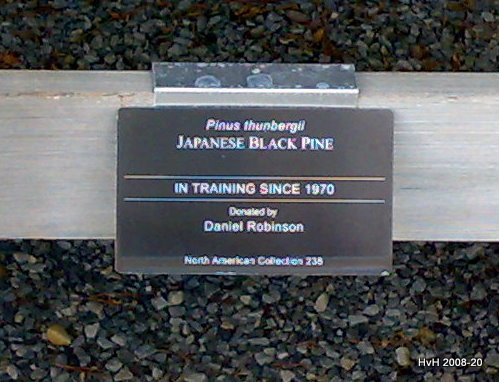 Pinus thunbergii
JAPANESE BLACK PINE
IN TRAINING SINCE 1970
Donated by
Daniel Robinson
North American Collection 238
HvH 2008-20